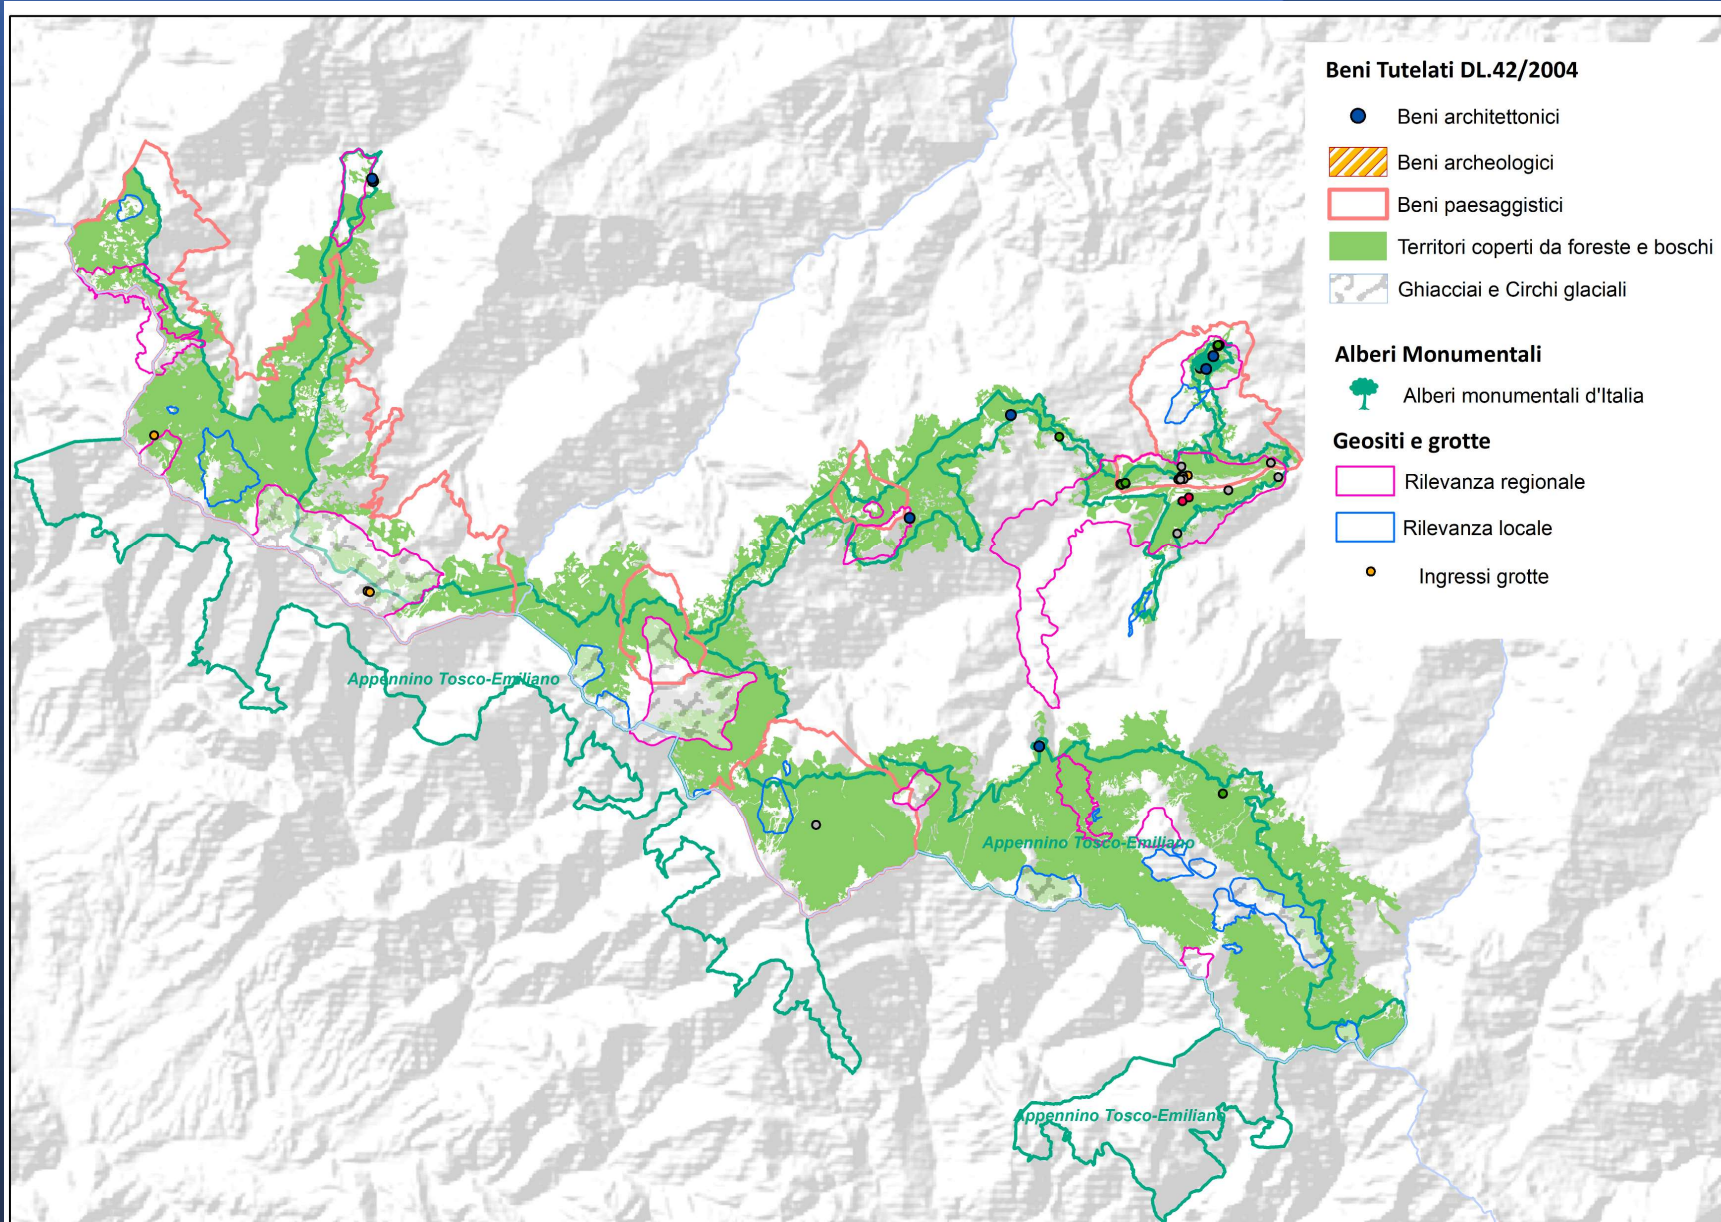 Beni Tutelati DL.42/2004
Beni architettonici
Beni archeologici
Beni paesaggistici
Territori coperti da foreste e boschi
Ghiacciai e Circhi glaciali
Alberi Monumentali
Alberi monumentali d'Italia
Geositi e grotte
Rilevanza regionale
Rilevanza locale
Ingressi grotte
Appennino Tosco-Emiliano
Appennino Tosco-Emiliano
Appennino Tosco-Emiliano